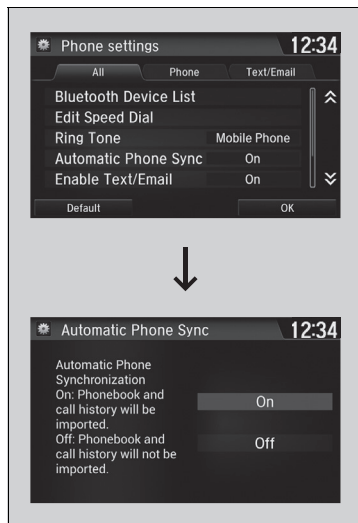 Phone settings 12:34
All Phone Text/Email
Bluetooth Device List
Edit Speed Dial
Ring Tone Mobile Phone
Automatic Phone Sync On
Enable Text/Email On
Default OK
Automatic Phone Sync 12:34
Automatic Phone
Synchronization
On: Phonebook and
call history will be
imported.
Off: Phonebook and
call history will not be
imported.
On
Off